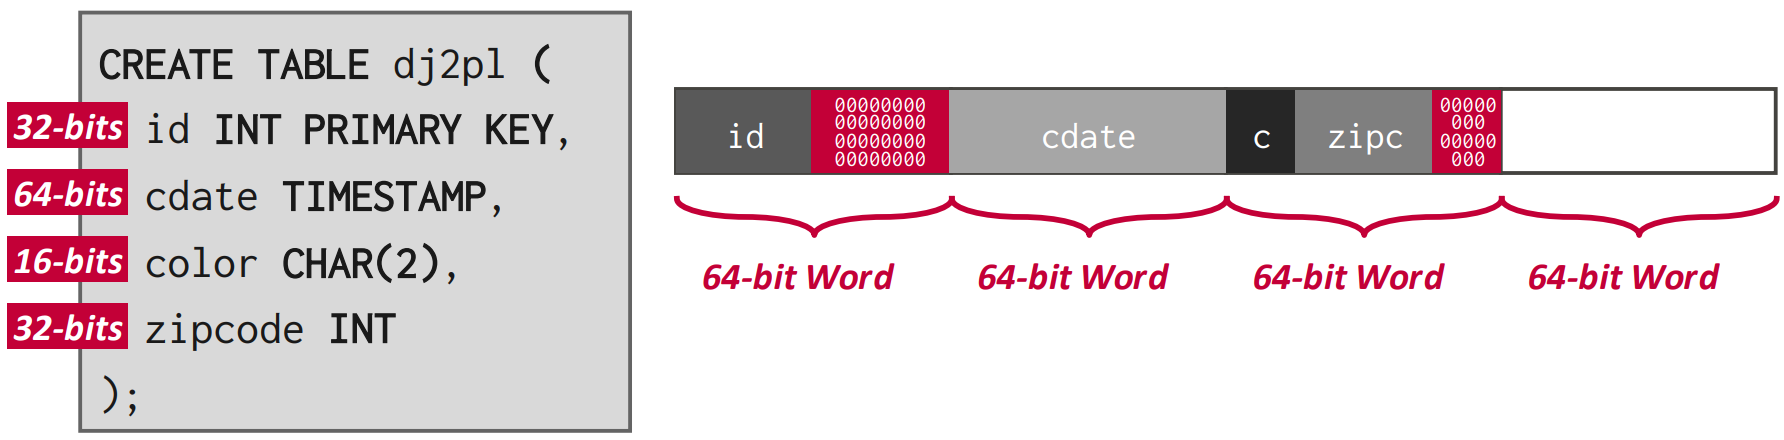 CREATE TABLE dj2pl (
32-bits id INT PRIMARY KEY,
64-bits cdate TIMESTAMP,
16-bits color CHAR(2),
32-bits zipcode INT
);
id
00000000
00000000
00000000
00000000
cdate
c
zipc
00000
000
00000
000
64-bit Word
64-bit Word
64-bit Word
64-bit Word